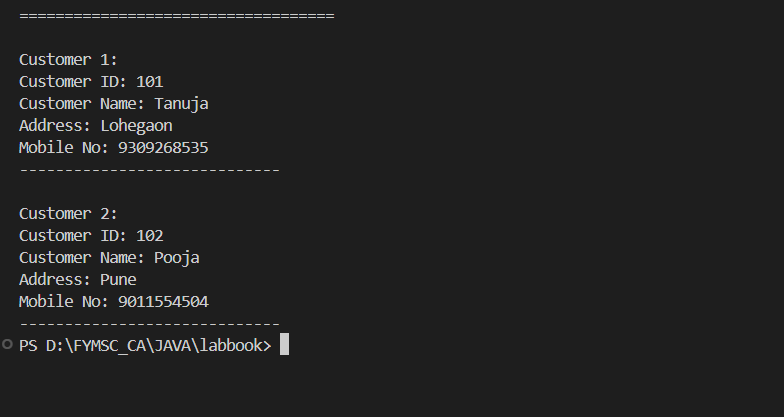 ===================================
Customer 1:
Customer ID: 101
Customer Name: Tanuja
Address: Lohegaon
Mobile No: 9309268535
-----------------------------
Customer 2:
Customer ID: 102
Customer Name: Pooja
Address: Pune
Mobile No: 9011554504
-----------------------------
PS D:\FYMSC_CA\JAVA\labbook>